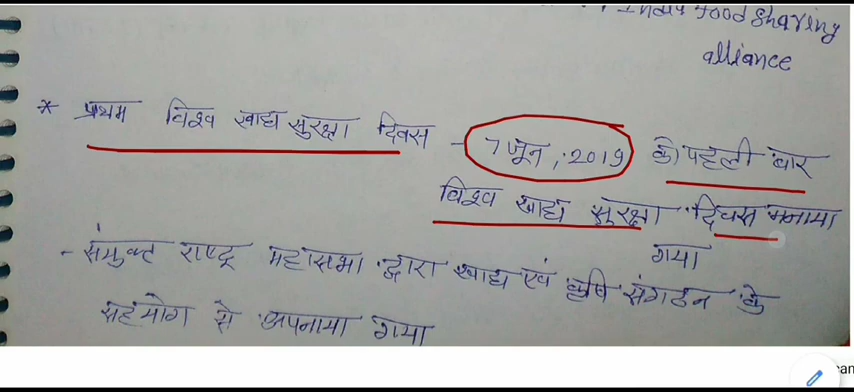 Indian Food Sharing
alliance
* प्रथम विश्व खाद्य सुरक्षा दिवस - 7 जून, 2019 को पहली बार
विश्व खाद्य सुरक्षा दिवस मनाया
गया
- संयुक्त राष्ट्र महासभा द्वारा खाद्य एवं कृषि संगठन के
सहयोग से अपनाया गया